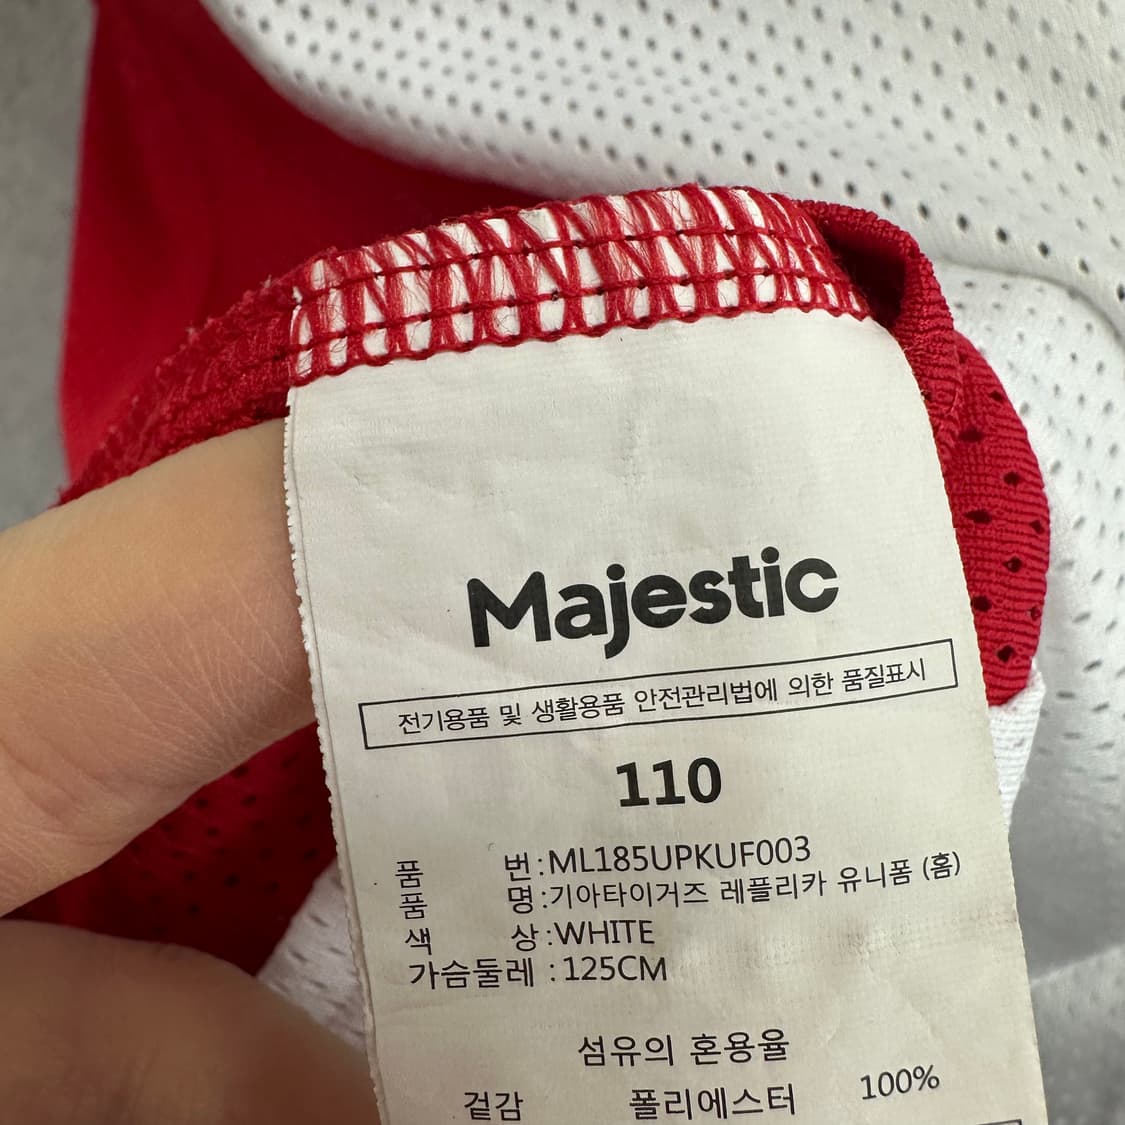 Majestic
전기용품 및 생활용품 안전관리법에 의한 품질표시
110
품 번 : ML185UPKUF003
품 명 : 기아타이거즈 레플리카 유니폼 (홈)
색 상 : WHITE
가슴둘레 : 125CM
섬유의 혼용율
겉감 폴리에스터 100%